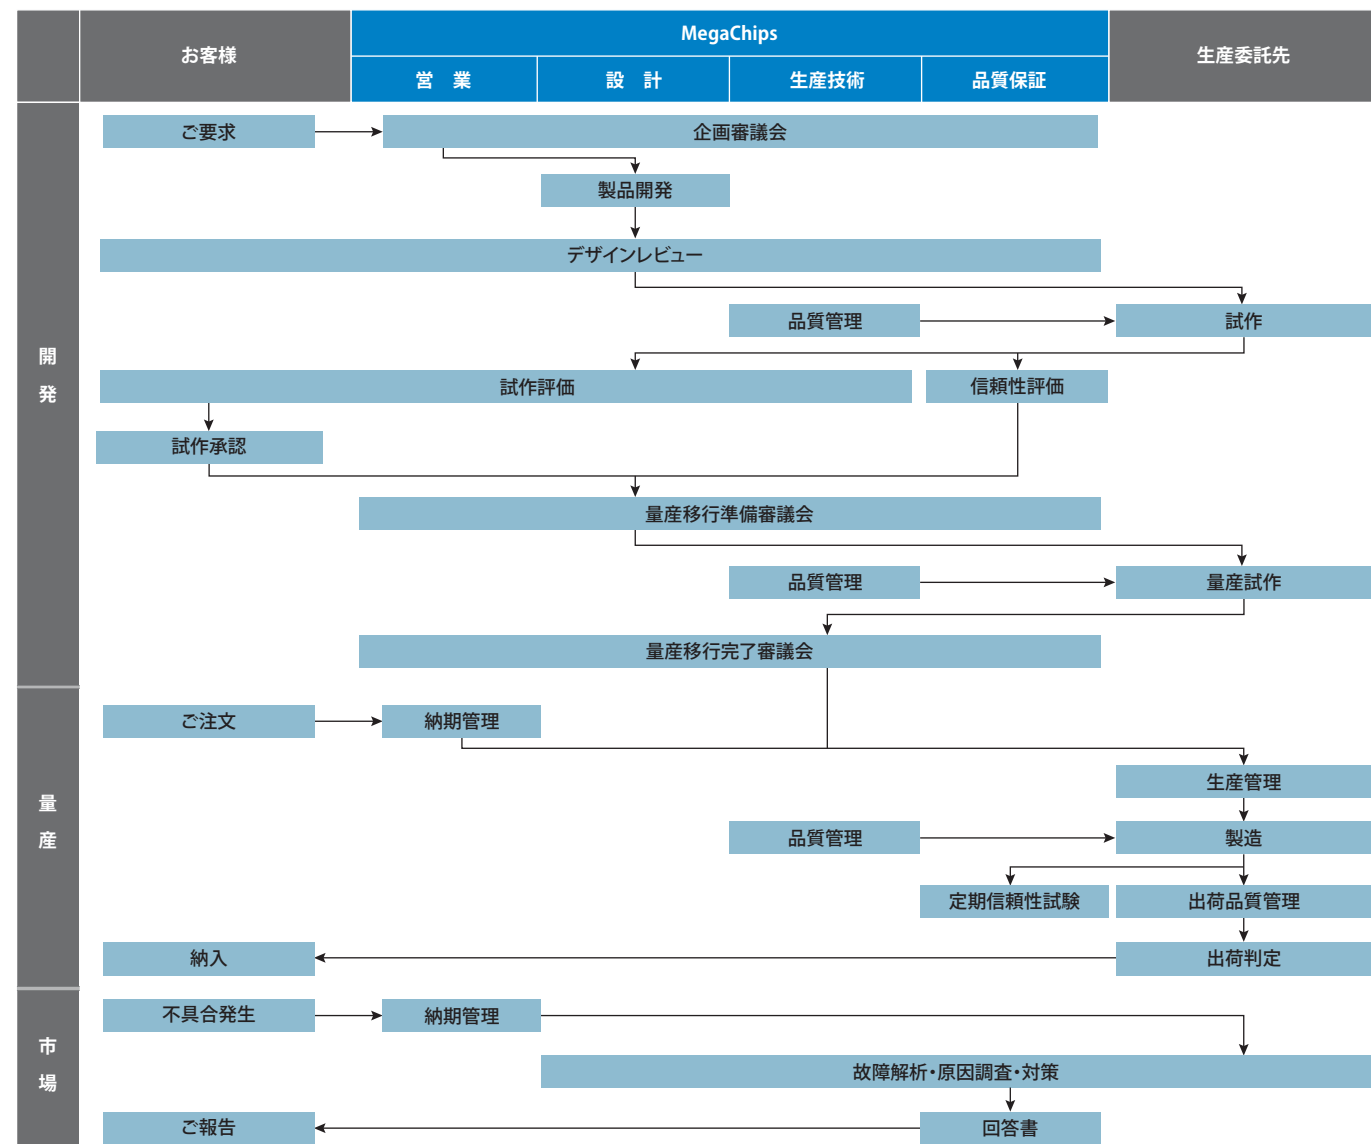 お客様
MegaChips
生産委託先
営 業
設 計
生産技術
品質保証
開発
ご要求
企画審議会
製品開発
デザインレビュー
品質管理
試作
試作評価
信頼性評価
試作承認
量産移行準備審議会
品質管理
量産試作
量産移行完了審議会
量産
ご注文
納期管理
生産管理
品質管理
製造
定期信頼性試験
出荷品質管理
納入
出荷判定
市場
不具合発生
納期管理
故障解析・原因調査・対策
ご報告
回答書